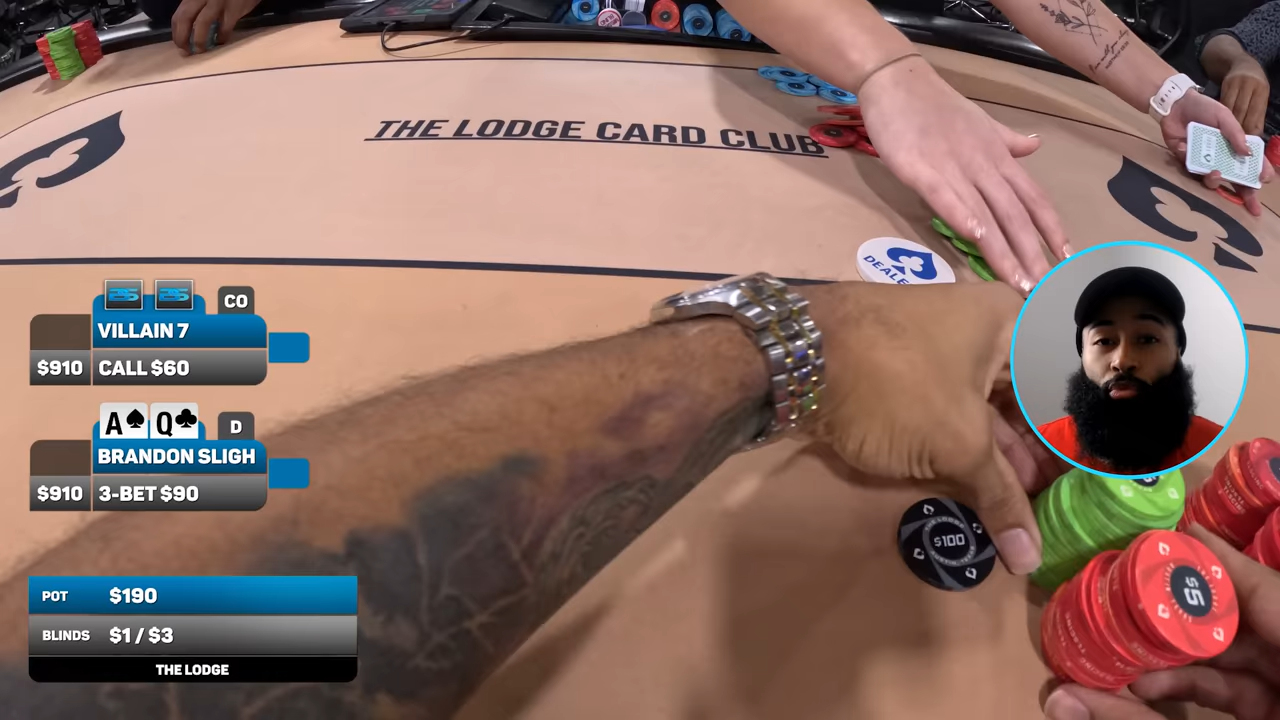 THE LODGE CARD CLUB
DEALE
CO
VILLAIN 7
$910 CALL $60
A♠ Q♣ D
BRANDON SLIGH
$910 3-BET $90
$100
$5
POT $190
BLINDS $1 / $3
THE LODGE